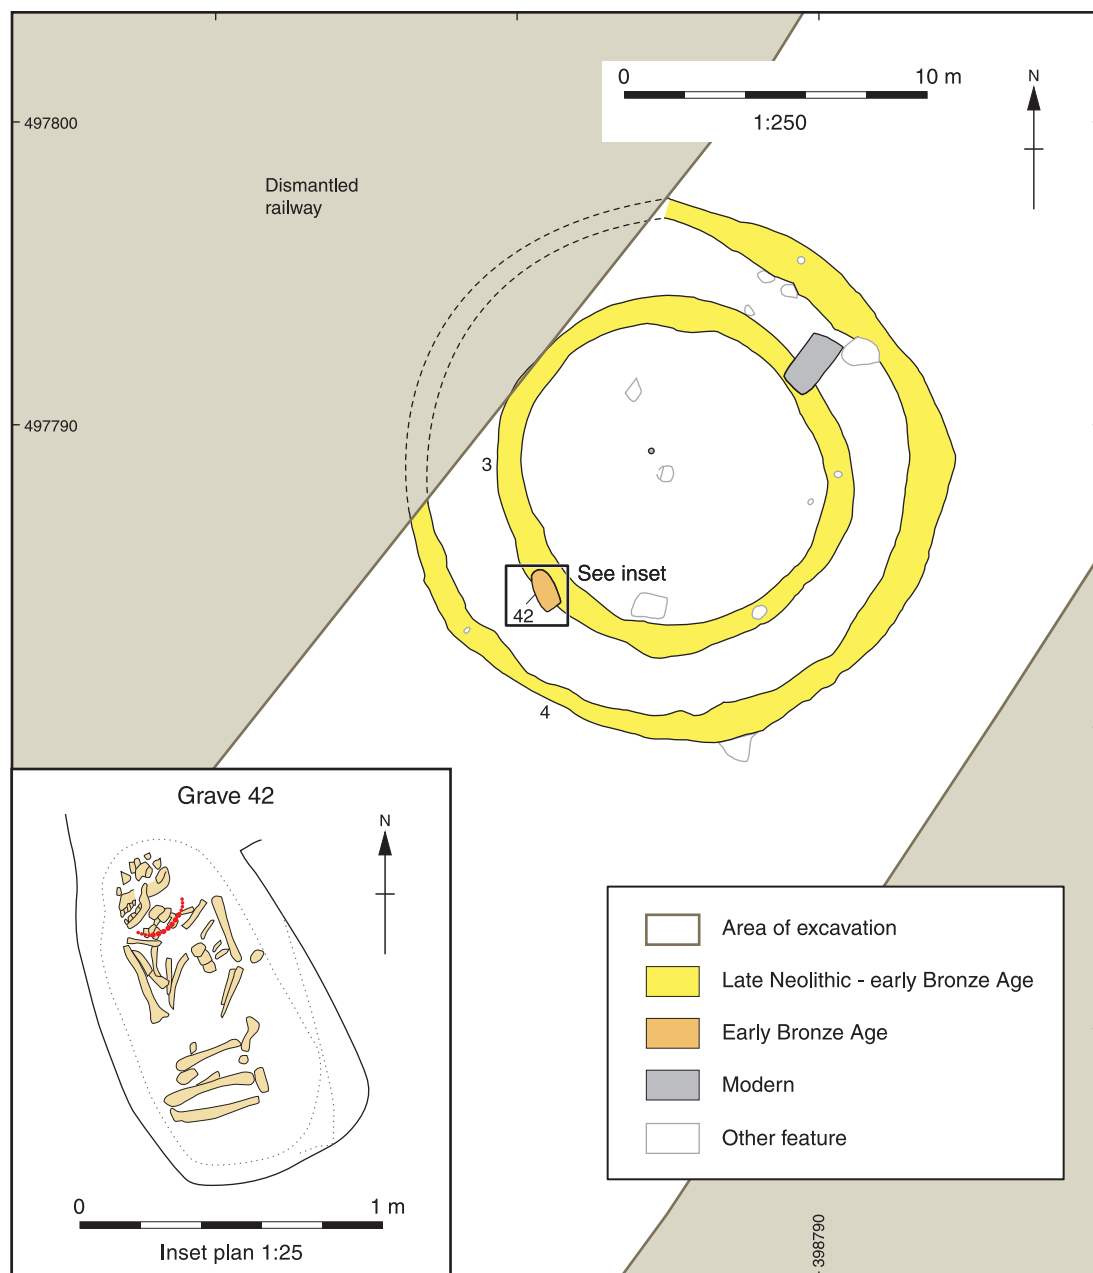 0 10 m
1:250
N
497800
Dismantled
railway
497790
3
See inset
42
4
Grave 42
N
0 1 m
Inset plan 1:25
Area of excavation
Late Neolithic - early Bronze Age
Early Bronze Age
Modern
Other feature
398790